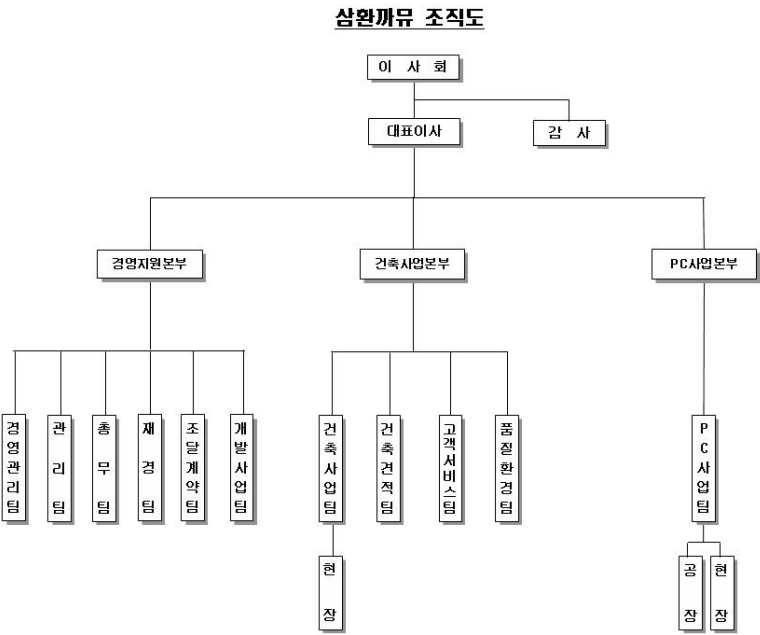 삼환까뮤 조직도
이 사 회
대표이사
감 사
경영지원본부
건축사업본부
PC사업본부
경영관리팀
관리팀
총무팀
재경팀
조달계약팀
개발사업팀
건축사업팀
건축견적팀
고객서비스팀
품질환경팀
PC사업팀
현장
공장
현장